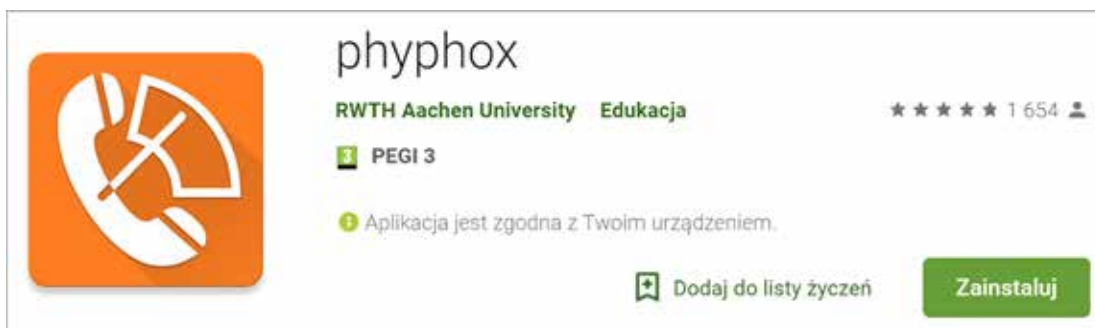 phyphox
RWTH Aachen University Edukacja 1 654
3 PEGI 3
Aplikacja jest zgodna z Twoim urządzeniem.
Dodaj do listy życzeń Zainstaluj